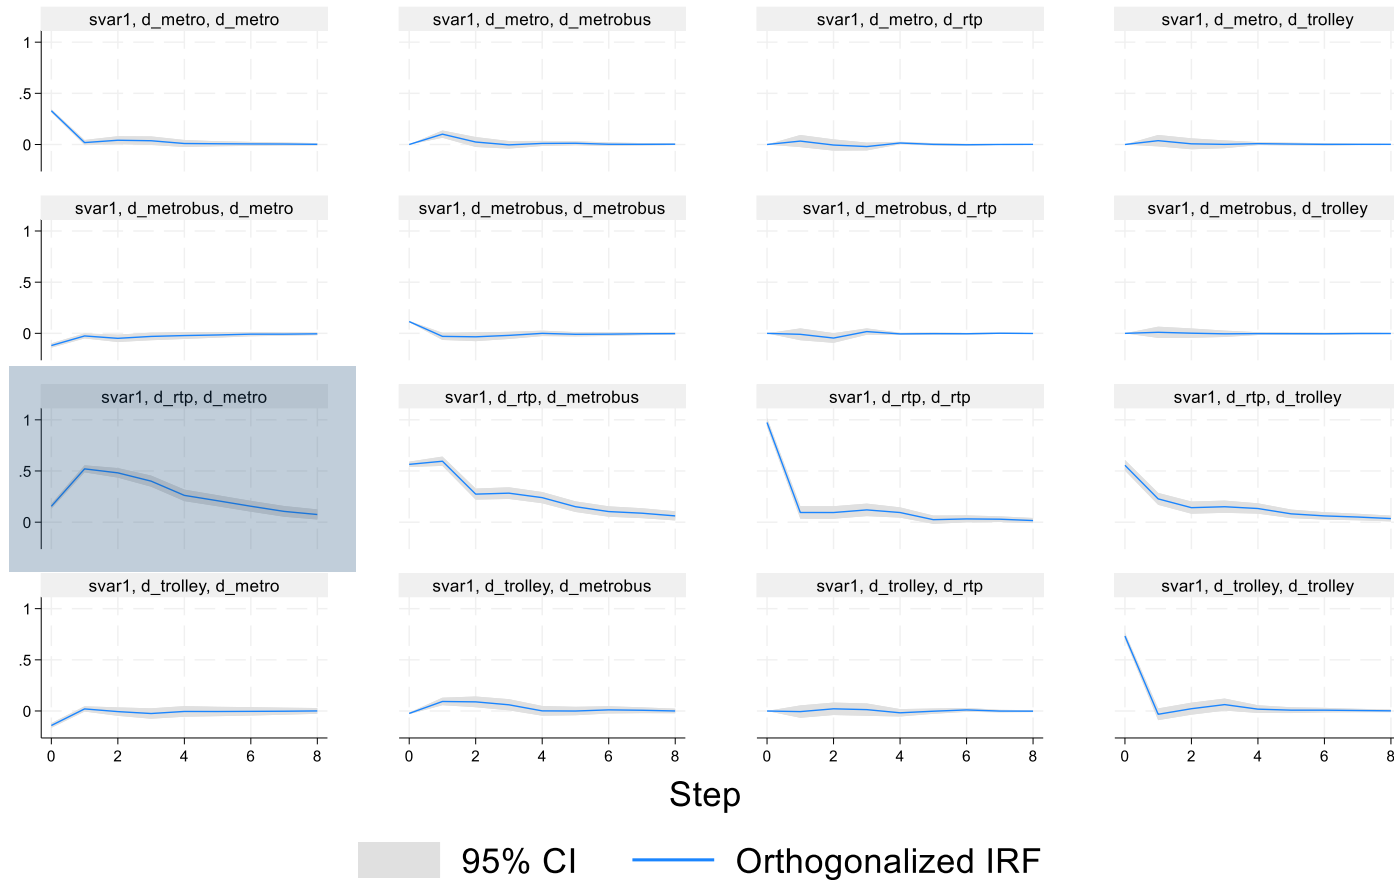 svar1, d_metro, d_metro svar1, d_metro, d_metrobus svar1, d_metro, d_rtp svar1, d_metro, d_trolley
1
.5
0
svar1, d_metrobus, d_metro svar1, d_metrobus, d_metrobus svar1, d_metrobus, d_rtp svar1, d_metrobus, d_trolley
1
.5
0
svar1, d_rtp, d_metro svar1, d_rtp, d_metrobus svar1, d_rtp, d_rtp svar1, d_rtp, d_trolley
1
.5
0
svar1, d_trolley, d_metro svar1, d_trolley, d_metrobus svar1, d_trolley, d_rtp svar1, d_trolley, d_trolley
1
.5
0
0 2 4 6 8 0 2 4 6 8 0 2 4 6 8 0 2 4 6 8
Step
95% CI Orthogonalized IRF